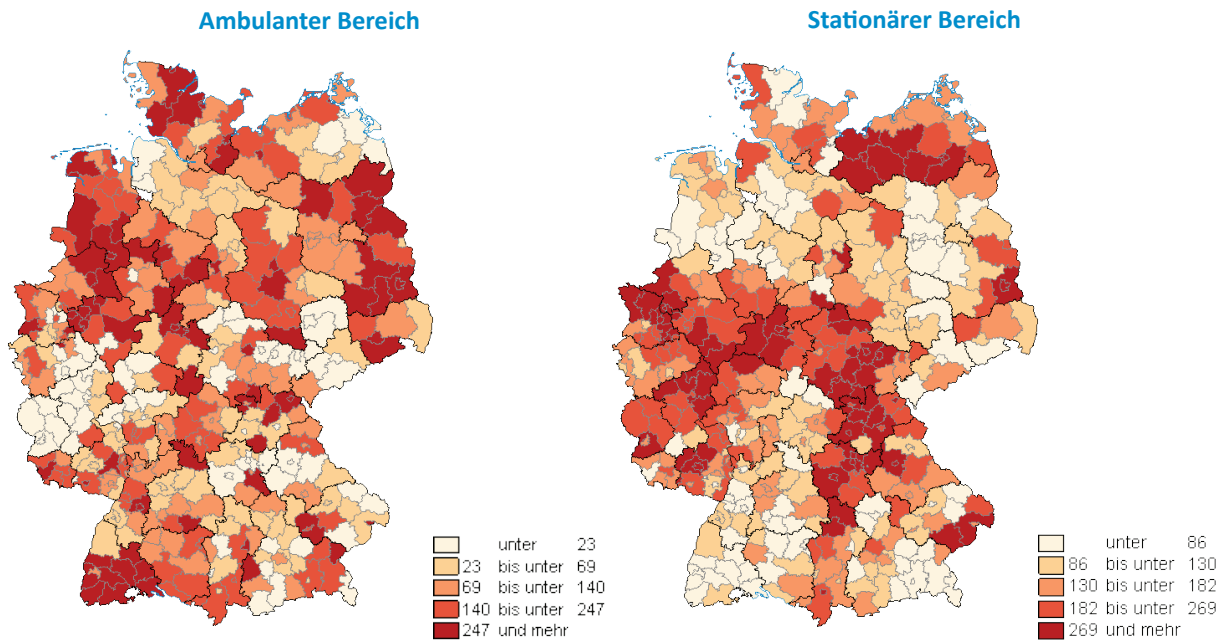 Ambulanter Bereich
Stationärer Bereich
unter 23
23 bis unter 69
69 bis unter 140
140 bis unter 247
247 und mehr
unter 86
86 bis unter 130
130 bis unter 182
182 bis unter 269
269 und mehr